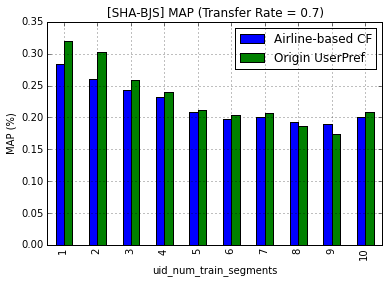 [SHA-BJS] MAP (Transfer Rate = 0.7)
0.35
0.30
0.25
0.20
0.15
0.10
0.05
0.00
MAP (%)
Airline-based CF
Origin UserPref
1 2 3 4 5 6 7 8 9 10
uid_num_train_segments